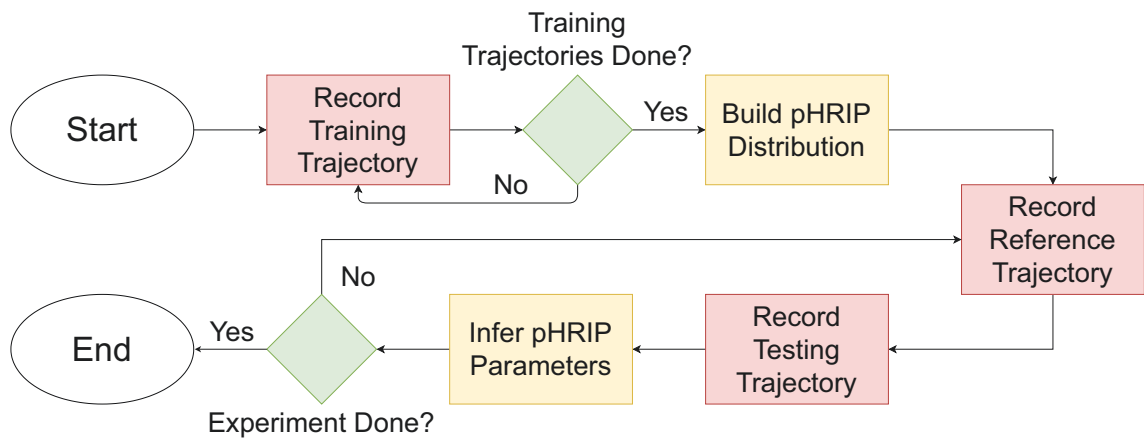 Training
Trajectories Done?
Start
Record
Training
Trajectory
Yes
Build pHRIP
Distribution
No
Record
Reference
Trajectory
No
End
Yes
Infer pHRIP
Parameters
Record
Testing
Trajectory
Experiment Done?